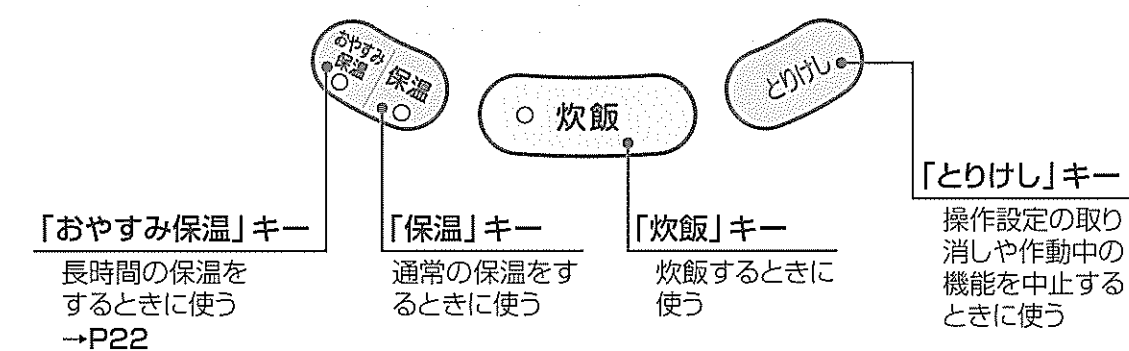 おやすみ
保温
保温
炊飯
とりけし
「おやすみ保温」キー
長時間の保温を
するときに使う
→P22
「保温」キー
通常の保温をす
るときに使う
「炊飯」キー
炊飯するときに
使う
「とりけし」キー
操作設定の取り
消しや作動中の
機能を中止する
ときに使う